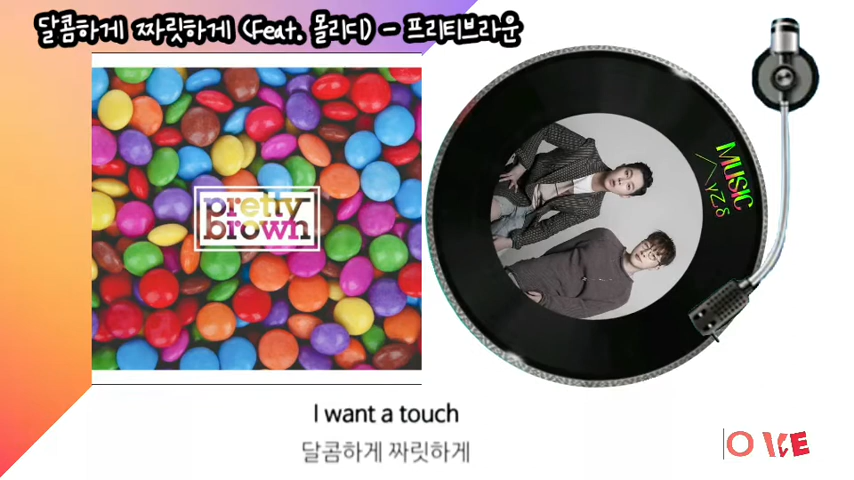 달콤하게 짜릿하게 (Feat. 몰리디) - 프리티브라운
pretty
brown
MUSIC
I want a touch
달콤하게 짜릿하게